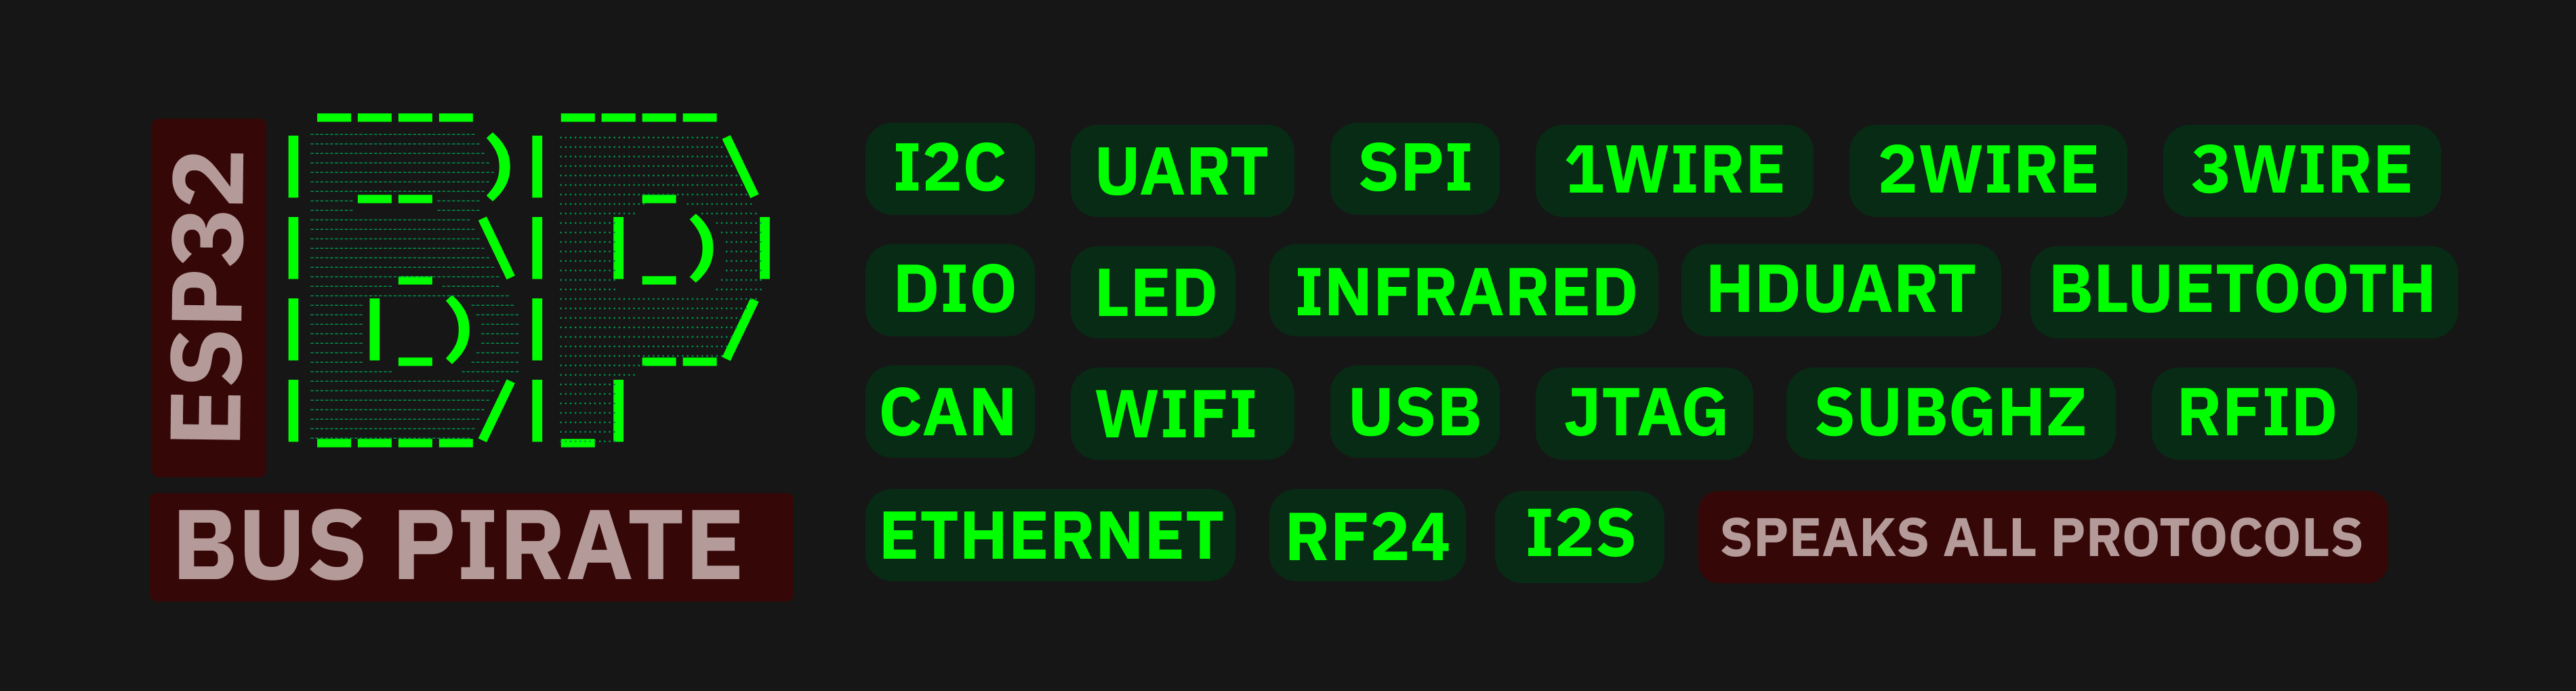 ESP32
BP
BUS PIRATE
I2C UART SPI 1WIRE 2WIRE 3WIRE
DIO LED INFRARED HDUART BLUETOOTH
CAN WIFI USB JTAG SUBGHZ RFID
ETHERNET RF24 I2S SPEAKS ALL PROTOCOLS